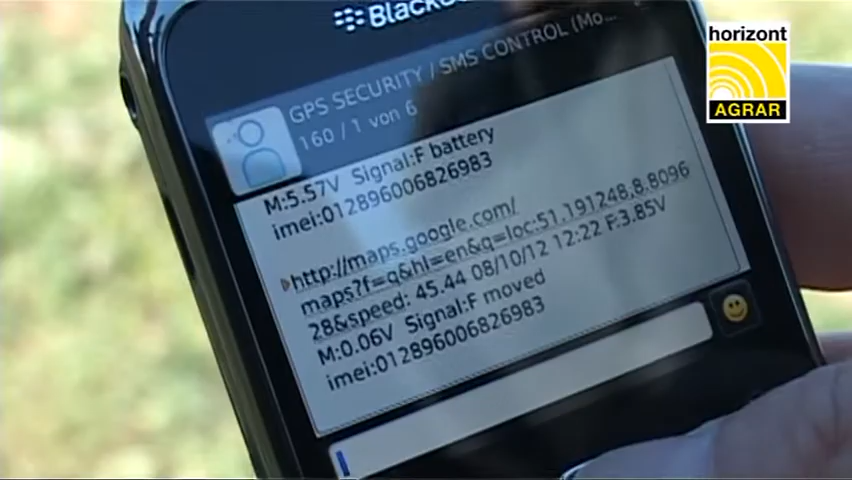 BlackBe
horizont
AGRAR
GPS SECURITY / SMS CONTROL (Mo...
160 / 1 von 6
M:5.57V Signal:F battery
imei:012896006826983
http://maps.google.com/
maps?f=q&hl=en&q=loc:51.191248,8.8096
28&speed: 45.44 08/10/12 12:22 F:3.85V
M:0.06V Signal:F moved
imei:012896006826983